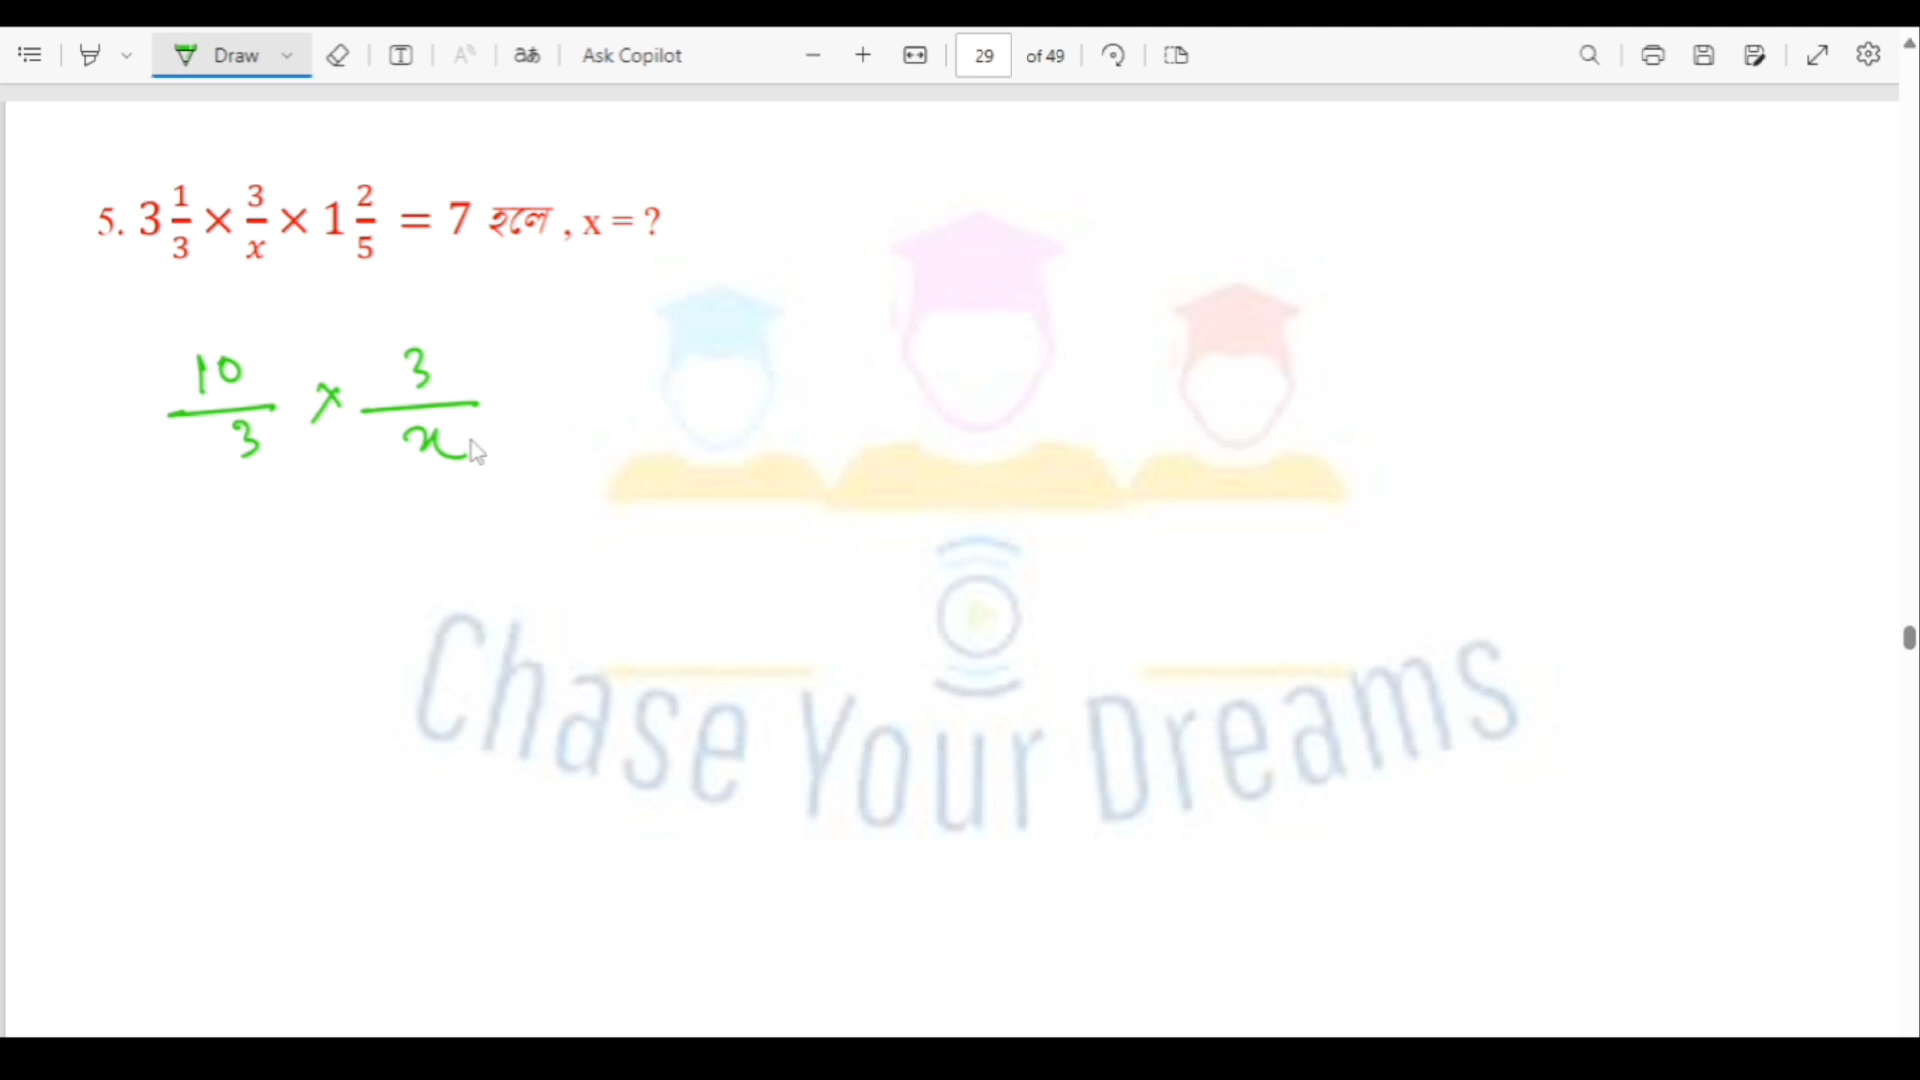 Draw Ask Copilot 29 of 49
5. 3 1/3 × 3/x × 1 2/5 = 7 হলে , x = ?
10/3 × 3/x
Chase Your Dreams